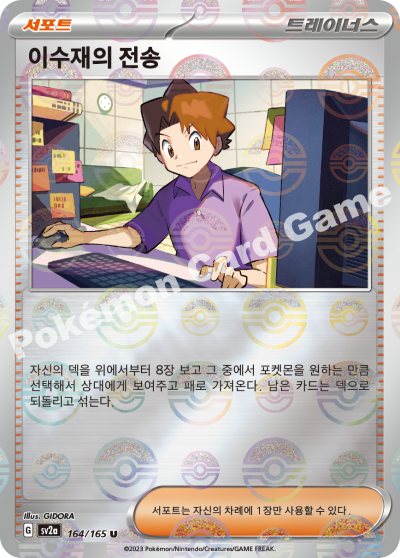 서포트
트레이너스
이수재의 전송
Pokémon Card Game
자신의 덱을 위에서부터 8장 보고 그 중에서 포켓몬을 원하는 만큼
선택해서 상대에게 보여주고 패로 가져온다. 남은 카드는 덱으로
되돌리고 섞는다.
Illus. GIDORA
G sv2a 164/165 U
서포트는 자신의 차례에 1장만 사용할 수 있다.
©2023 Pokémon/Nintendo/Creatures/GAME FREAK.